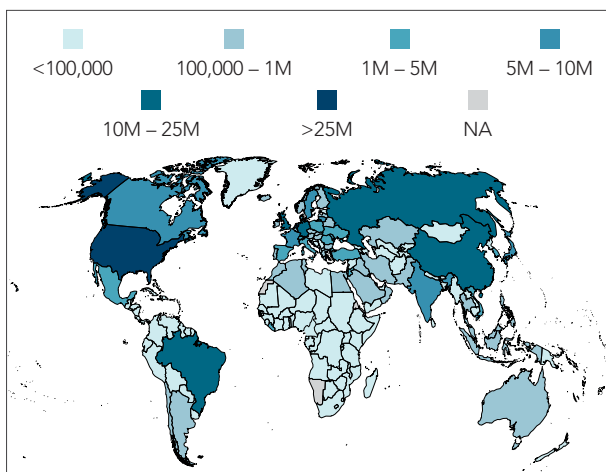 <100,000 100,000 – 1M 1M – 5M 5M – 10M
10M – 25M >25M NA